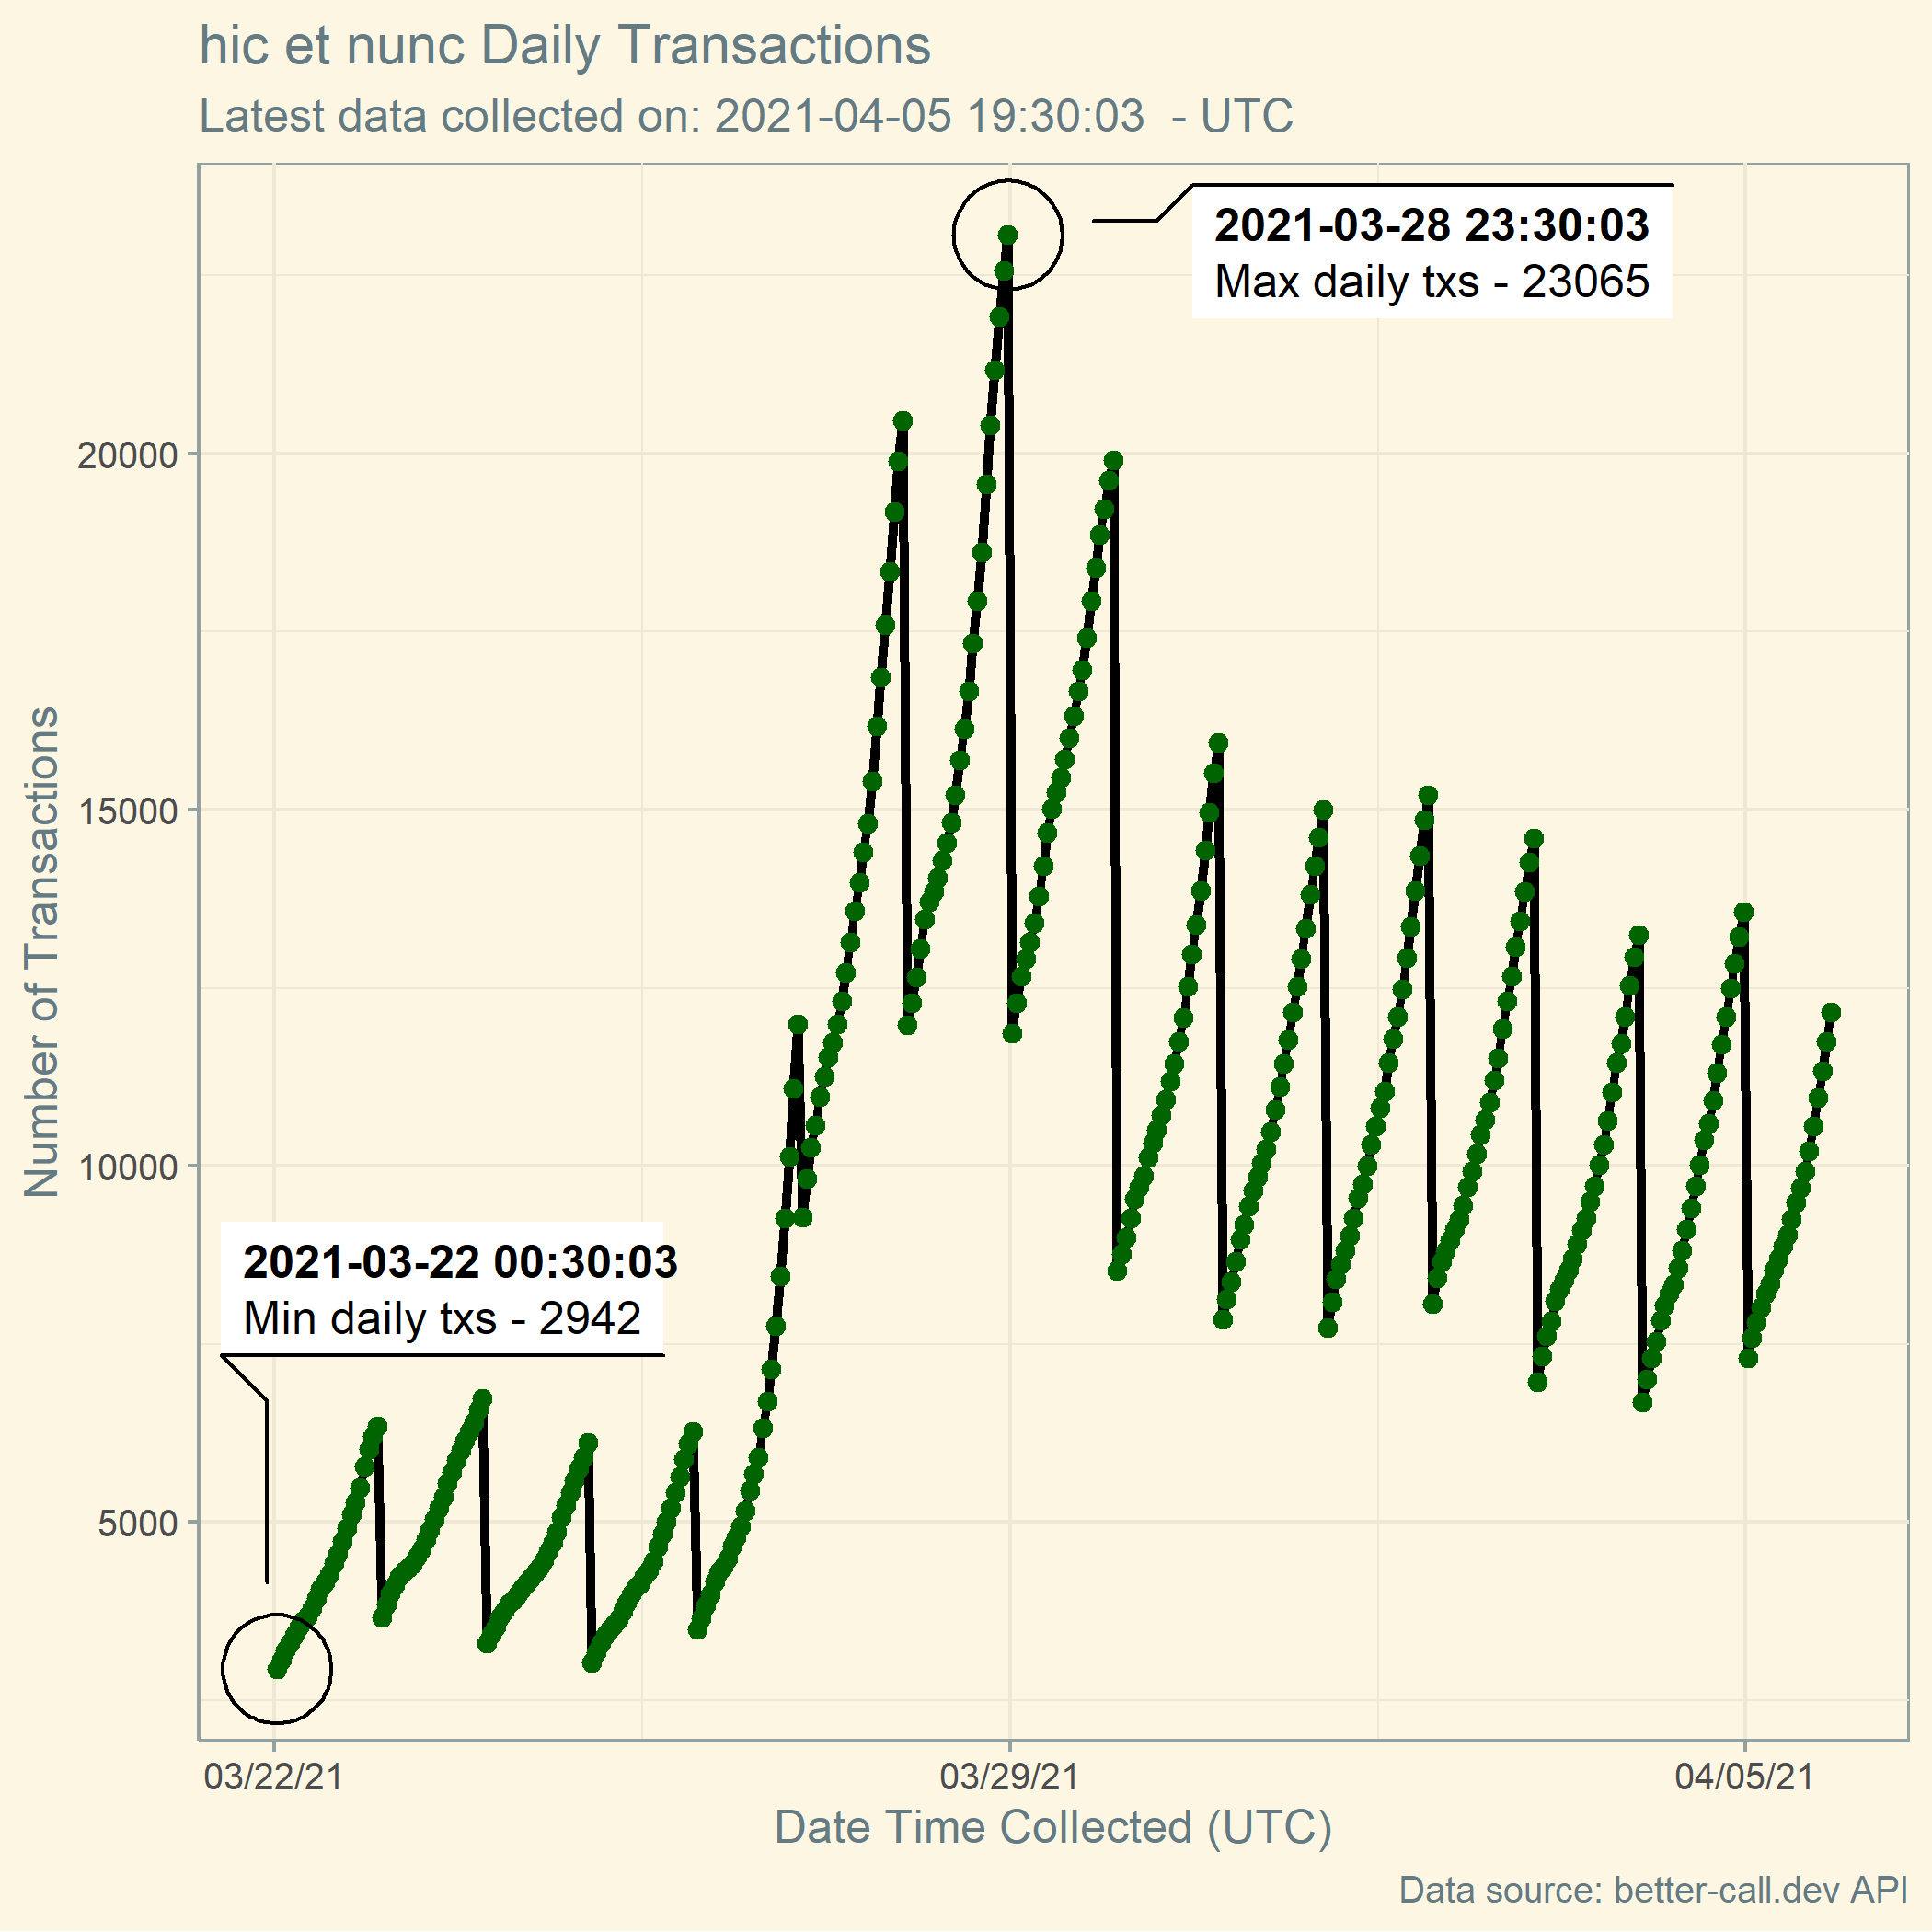 hic et nunc Daily Transactions
Latest data collected on: 2021-04-05 19:30:03  - UTC
2021-03-28 23:30:03
Max daily txs - 23065
Number of Transactions
20000
15000
10000
5000
2021-03-22 00:30:03
Min daily txs - 2942
03/22/21
03/29/21
04/05/21
Date Time Collected (UTC)
Data source: better-call.dev API